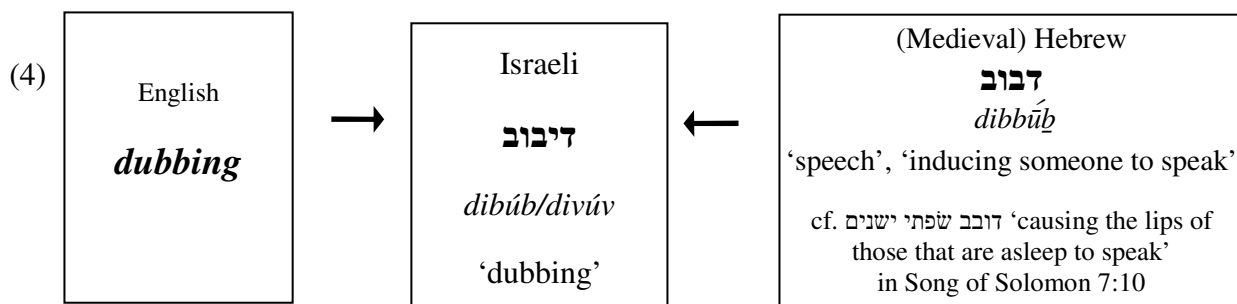 (4)
English
dubbing
Israeli
דיבוב
dibúb/divúv
‘dubbing’
(Medieval) Hebrew
דבוב
dibbū́ḇ
‘speech’, ‘inducing someone to speak’
cf. דובב שׂפתי ישנים ‘causing the lips of
those that are asleep to speak’
in Song of Solomon 7:10